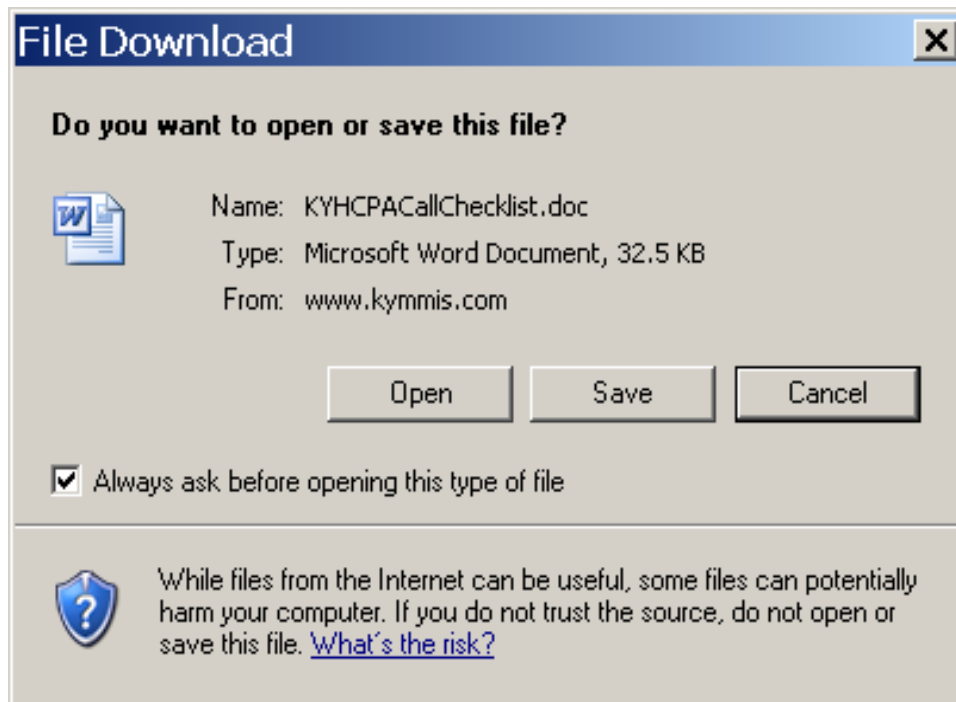 File Download
Do you want to open or save this file?
Name: KYHCPACallChecklist.doc
Type: Microsoft Word Document, 32.5 KB
From: www.kymmis.com
Open Save Cancel
Always ask before opening this type of file
While files from the Internet can be useful, some files can potentially
harm your computer. If you do not trust the source, do not open or
save this file. What's the risk?